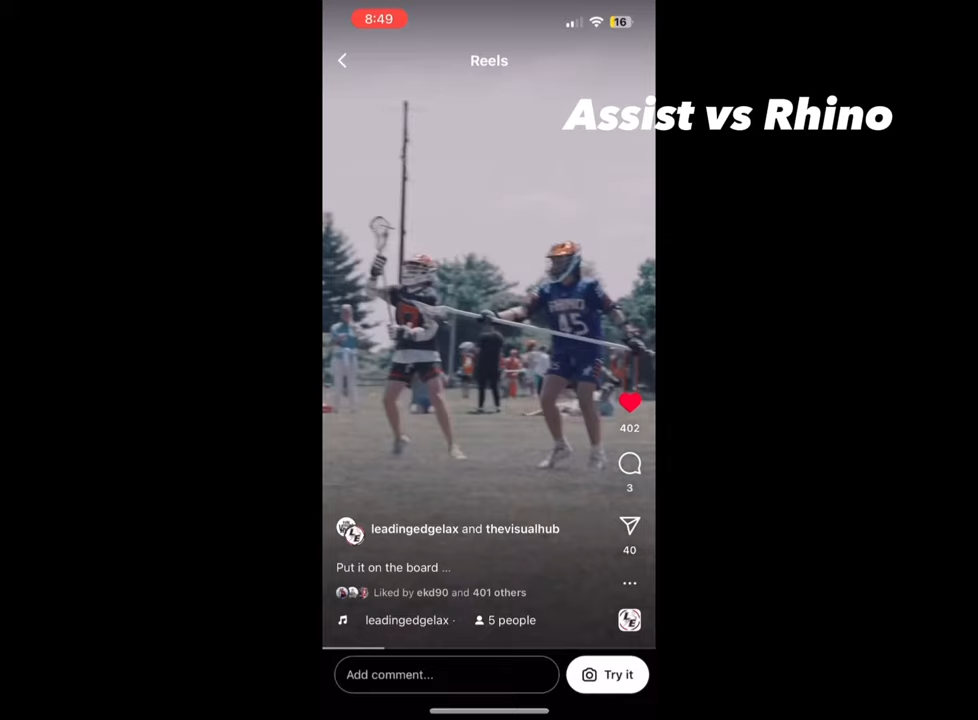 8:49
16
Reels
Assist vs Rhino
RHINO
45
402
3
leadingedgelax and thevisualhub
40
Put it on the board ...
Liked by ekd90 and 401 others
leadingedgelax ·
5 people
LE
Add comment...
Try it